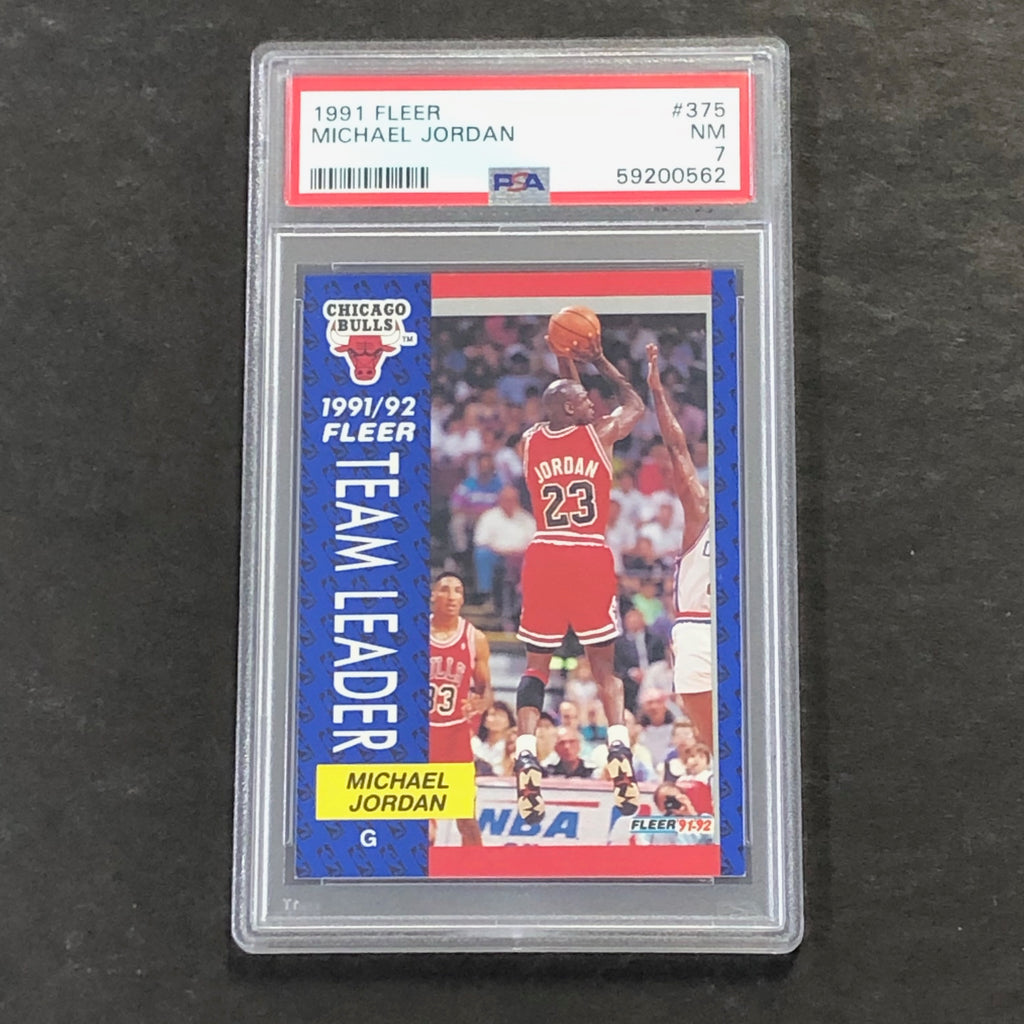 1991 FLEER #375
MICHAEL JORDAN NM
7
PSA 59200562
CHICAGO
BULLS
TM
1991/92
FLEER
TEAM LEADER
JORDAN
23
33
MICHAEL
JORDAN
G
NBA
FLEER 91-92